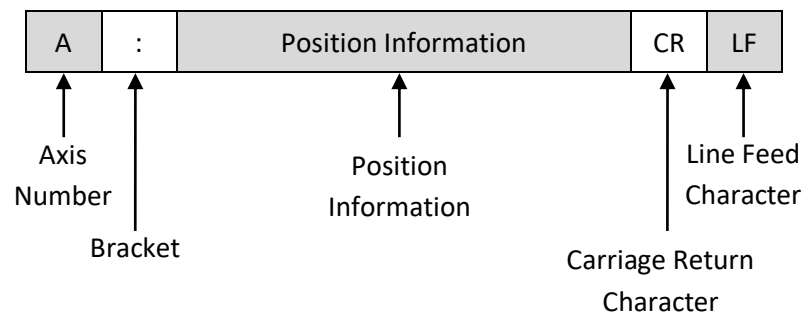 A : Position Information CR LF
Axis
Number
Bracket
Position
Information
Carriage Return
Character
Line Feed
Character